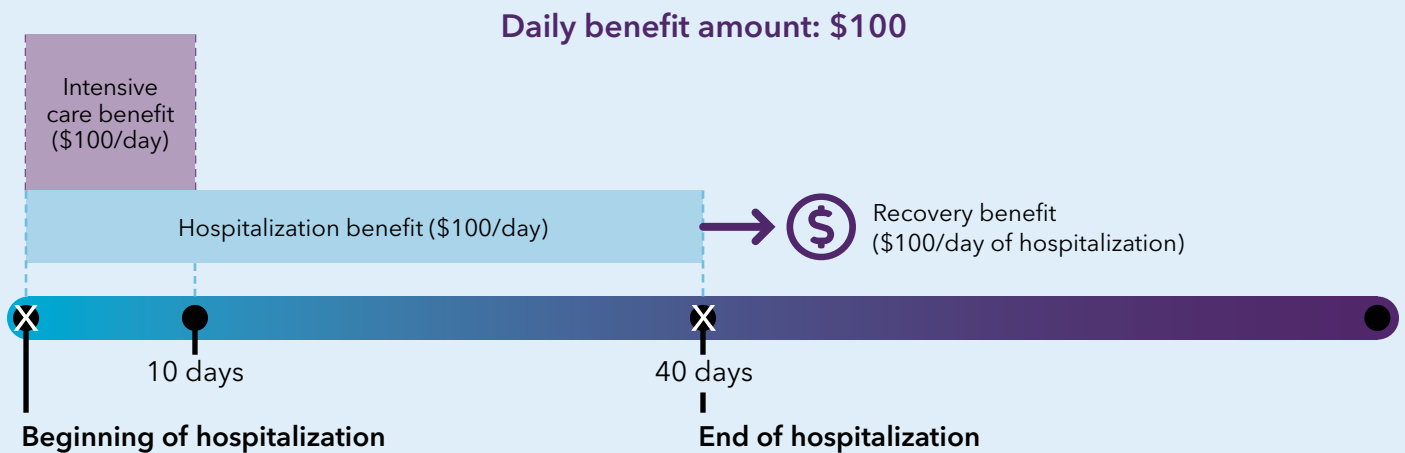 Daily benefit amount: $100
Intensive
care benefit
($100/day)
Hospitalization benefit ($100/day)
$
Recovery benefit
($100/day of hospitalization)
X
X
10 days
40 days
Beginning of hospitalization
End of hospitalization